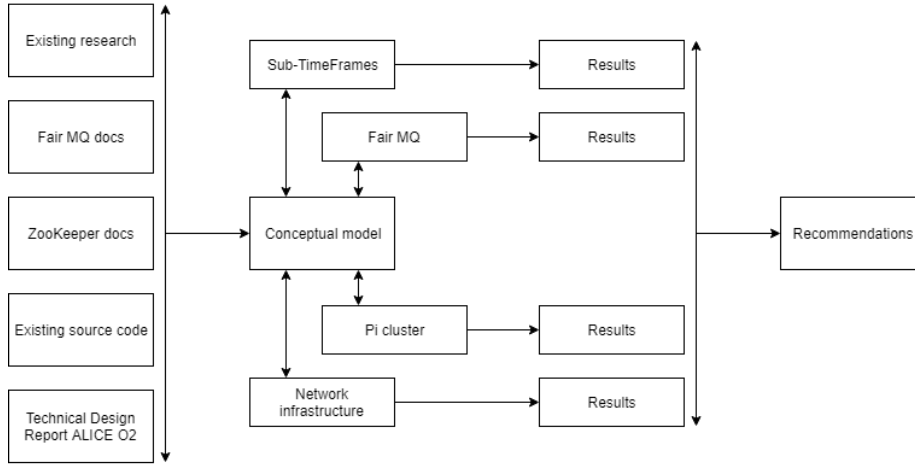 Existing research
Fair MQ docs
ZooKeeper docs
Existing source code
Technical Design
Report ALICE O2
Sub-TimeFrames
Fair MQ
Conceptual model
Pi cluster
Network
infrastructure
Results
Results
Results
Results
Recommendations